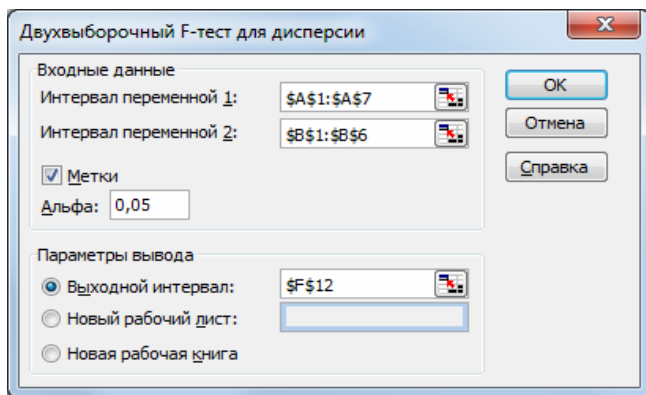 Двухвыборочный F-тест для дисперсии
Входные данные
Интервал переменной 1: $A$1:$A$7
Интервал переменной 2: $B$1:$B$6
Метки
Альфа: 0,05
OK
Отмена
Справка
Параметры вывода
Выходной интервал: $F$12
Новый рабочий лист:
Новая рабочая книга